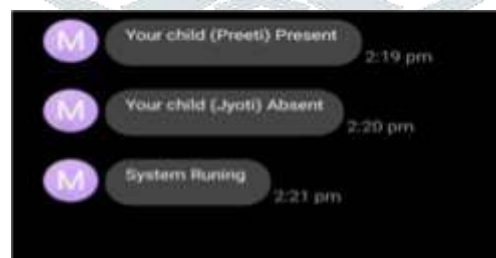 M
Your child (Preeti) Present
2:19 pm
M
Your child (Jyoti) Absent
2:20 pm
M
System Runing
2:21 pm